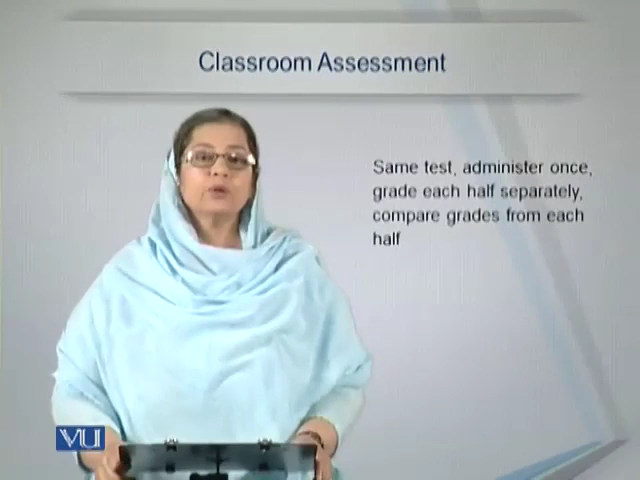 Classroom Assessment
Same test, administer once,
grade each half separately,
compare grades from each
half
VU